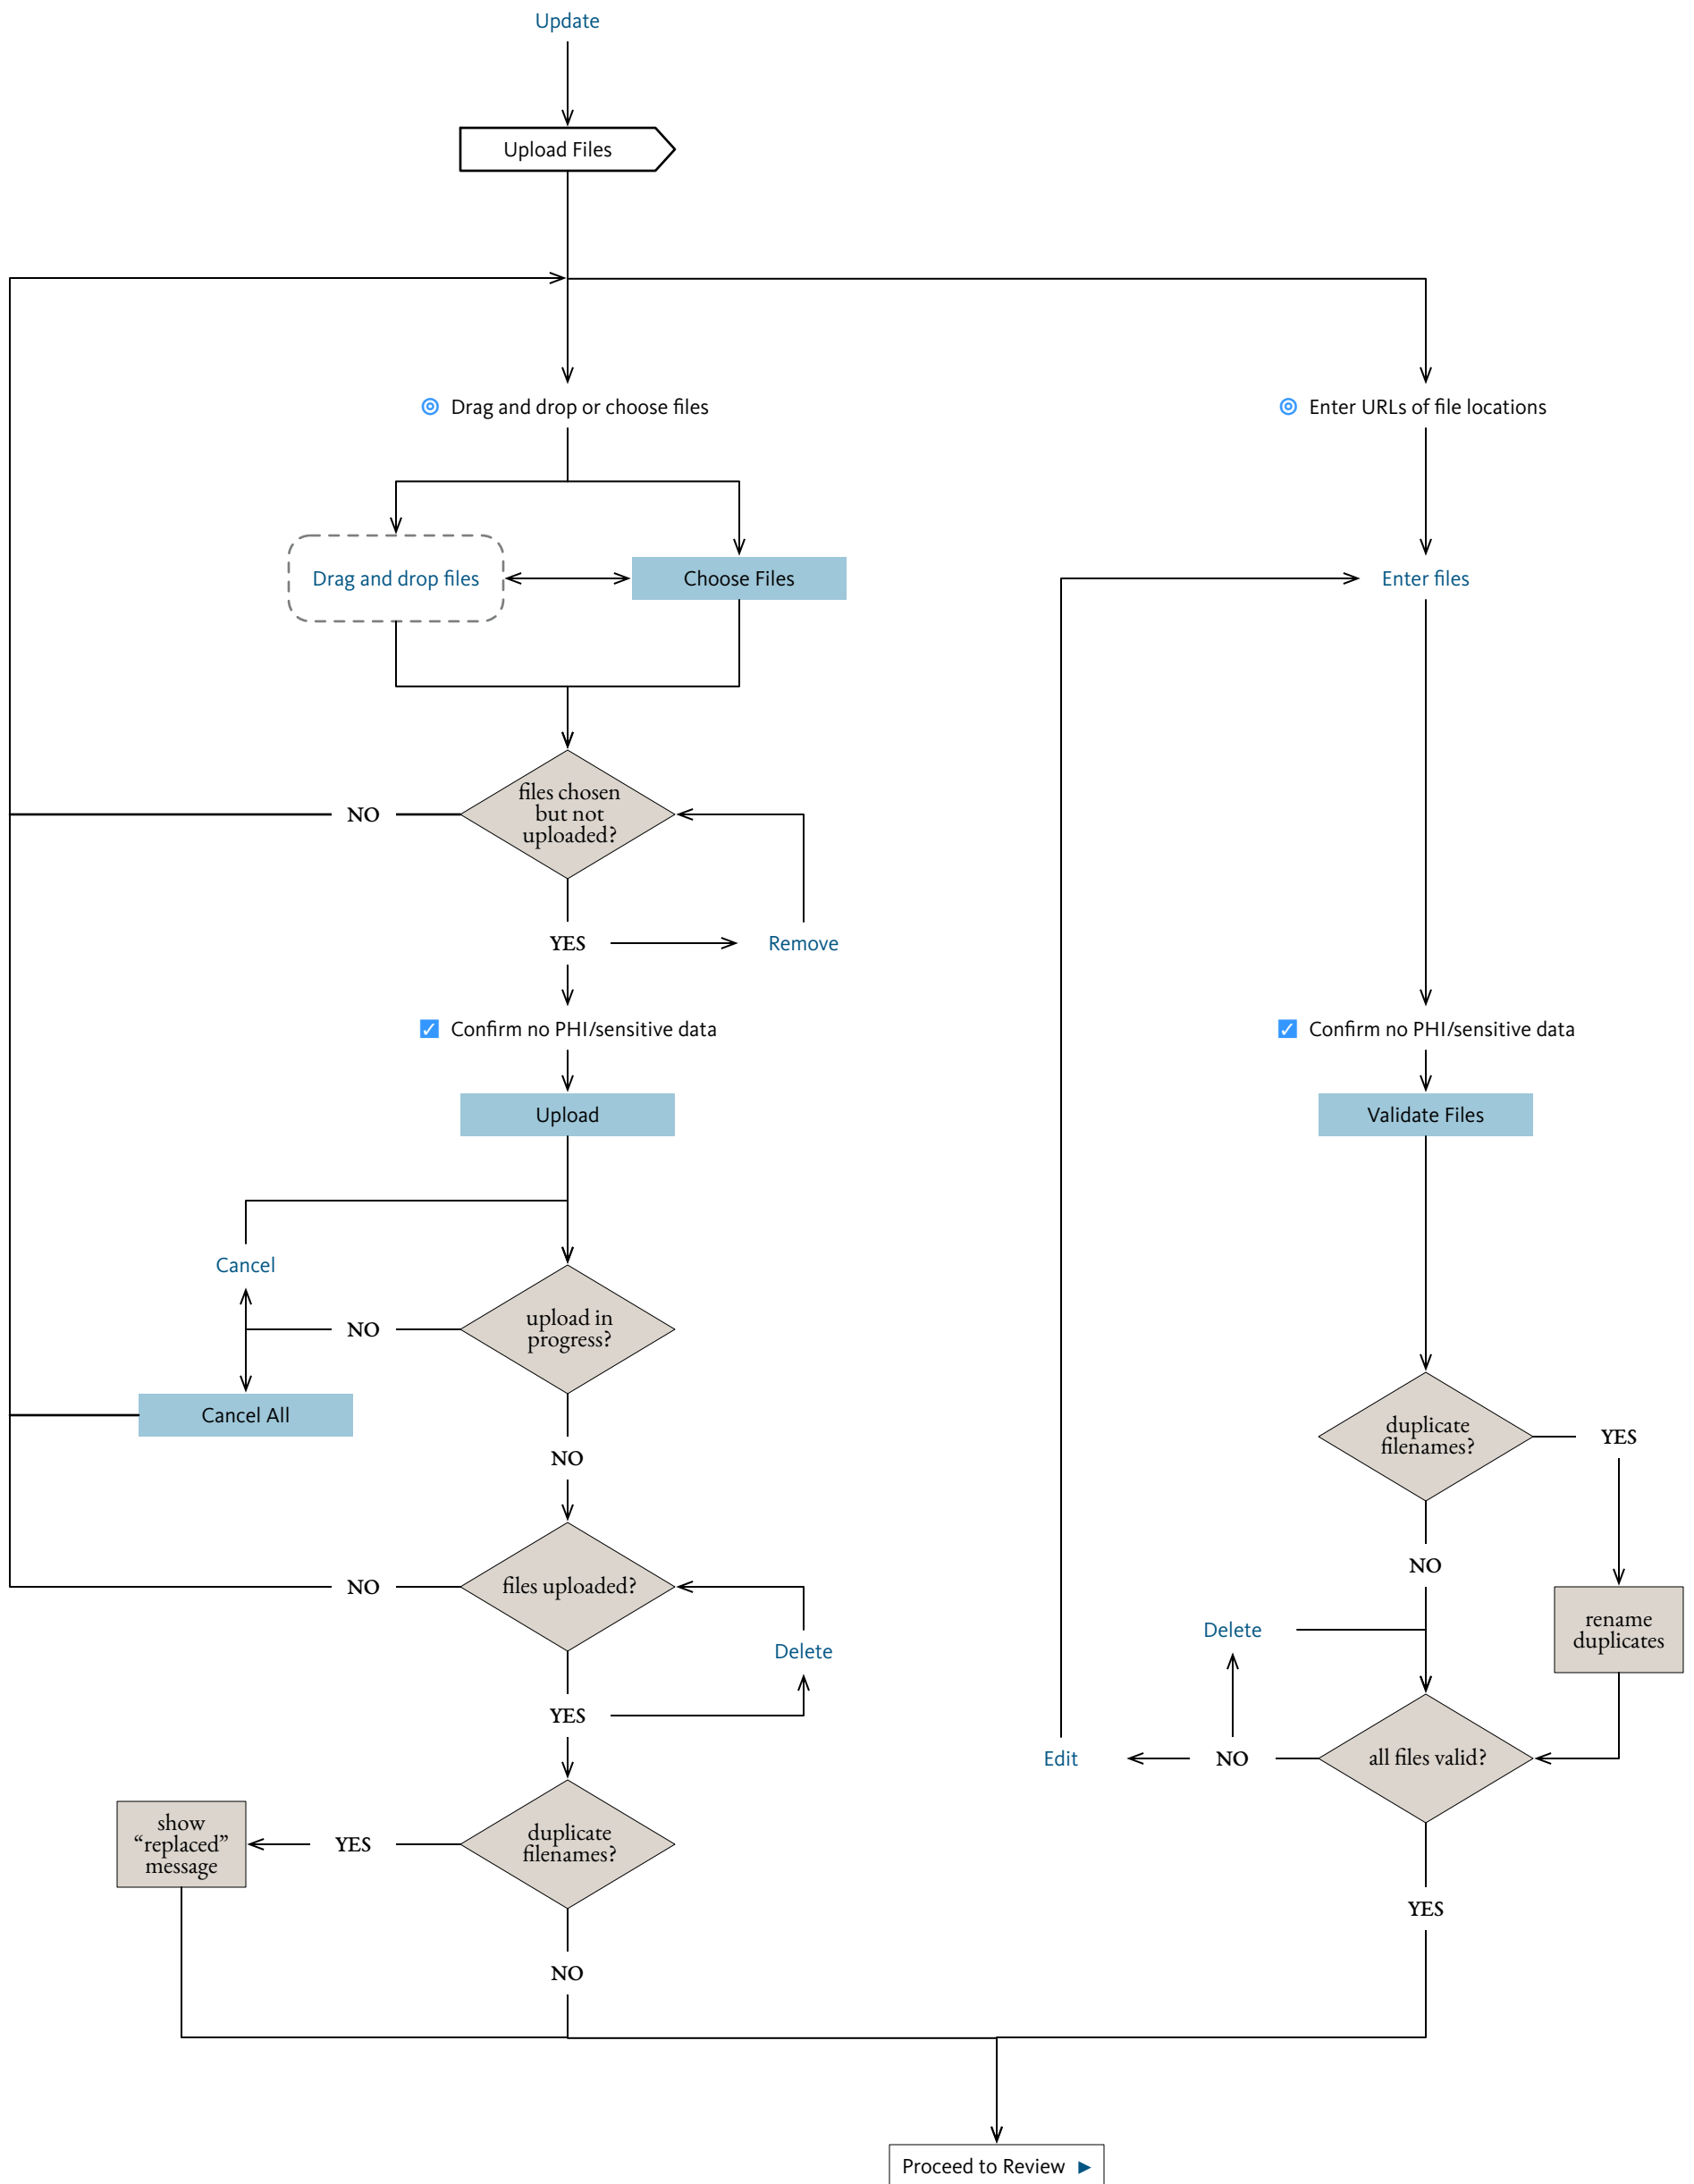 Update
Upload Files
Drag and drop or choose files
Enter URLs of file locations
Drag and drop files
Choose Files
Enter files
files chosen
but not
uploaded?
NO
YES
Remove
Confirm no PHI/sensitive data
Confirm no PHI/sensitive data
Upload
Validate Files
Cancel
upload in
progress?
NO
Cancel All
duplicate
filenames?
YES
NO
NO
files uploaded?
NO
rename
duplicates
Delete
Delete
YES
all files valid?
NO
Edit
show
“replaced”
message
YES
duplicate
filenames?
YES
NO
Proceed to Review ►